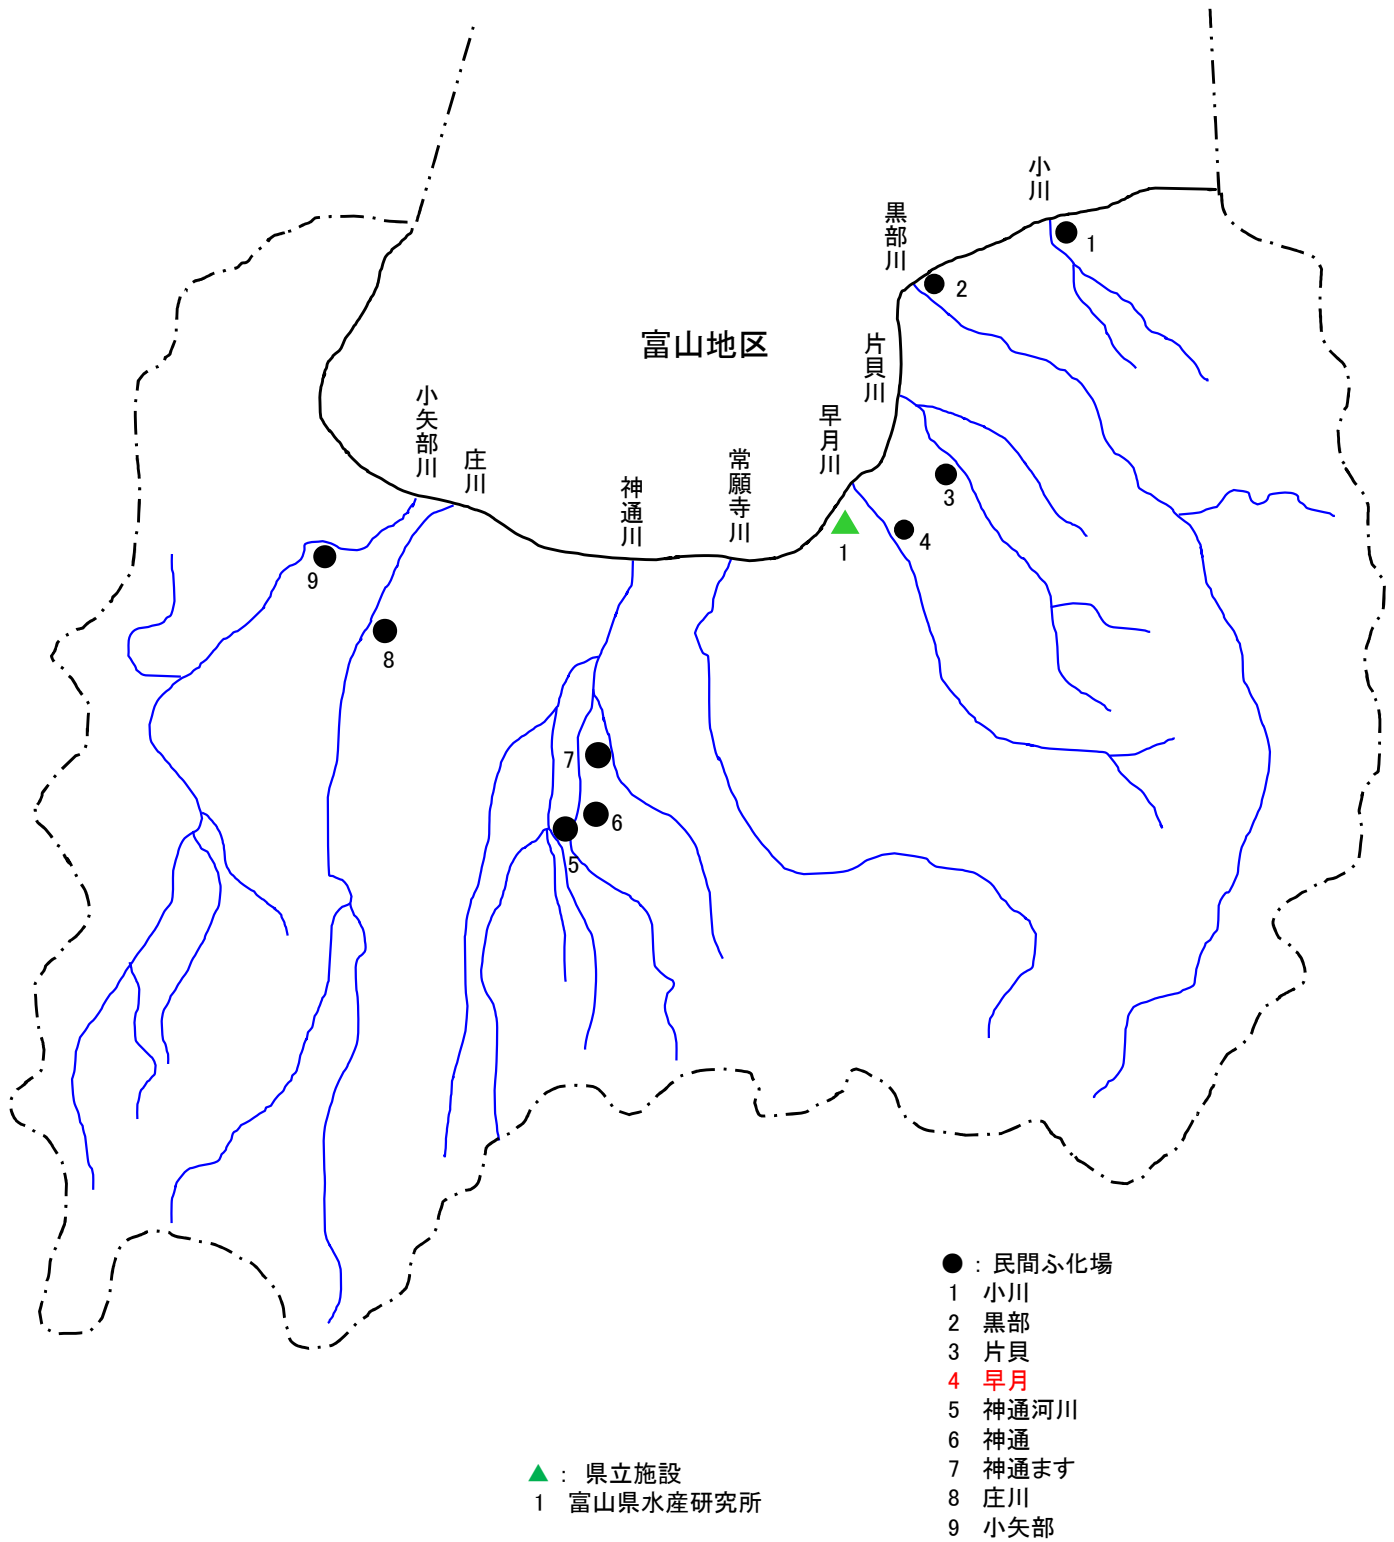 小川
1
黒部川
2
富山地区
片貝川
小矢部川
早月川
庄川
常願寺川
神通川
3
4
1
9
8
7
6
5
●：民間ふ化場
1 小川
2 黒部
3 片貝
4 早月
5 神通河川
6 神通
7 神通ます
8 庄川
9 小矢部
▲： 県立施設
1 富山県水産研究所